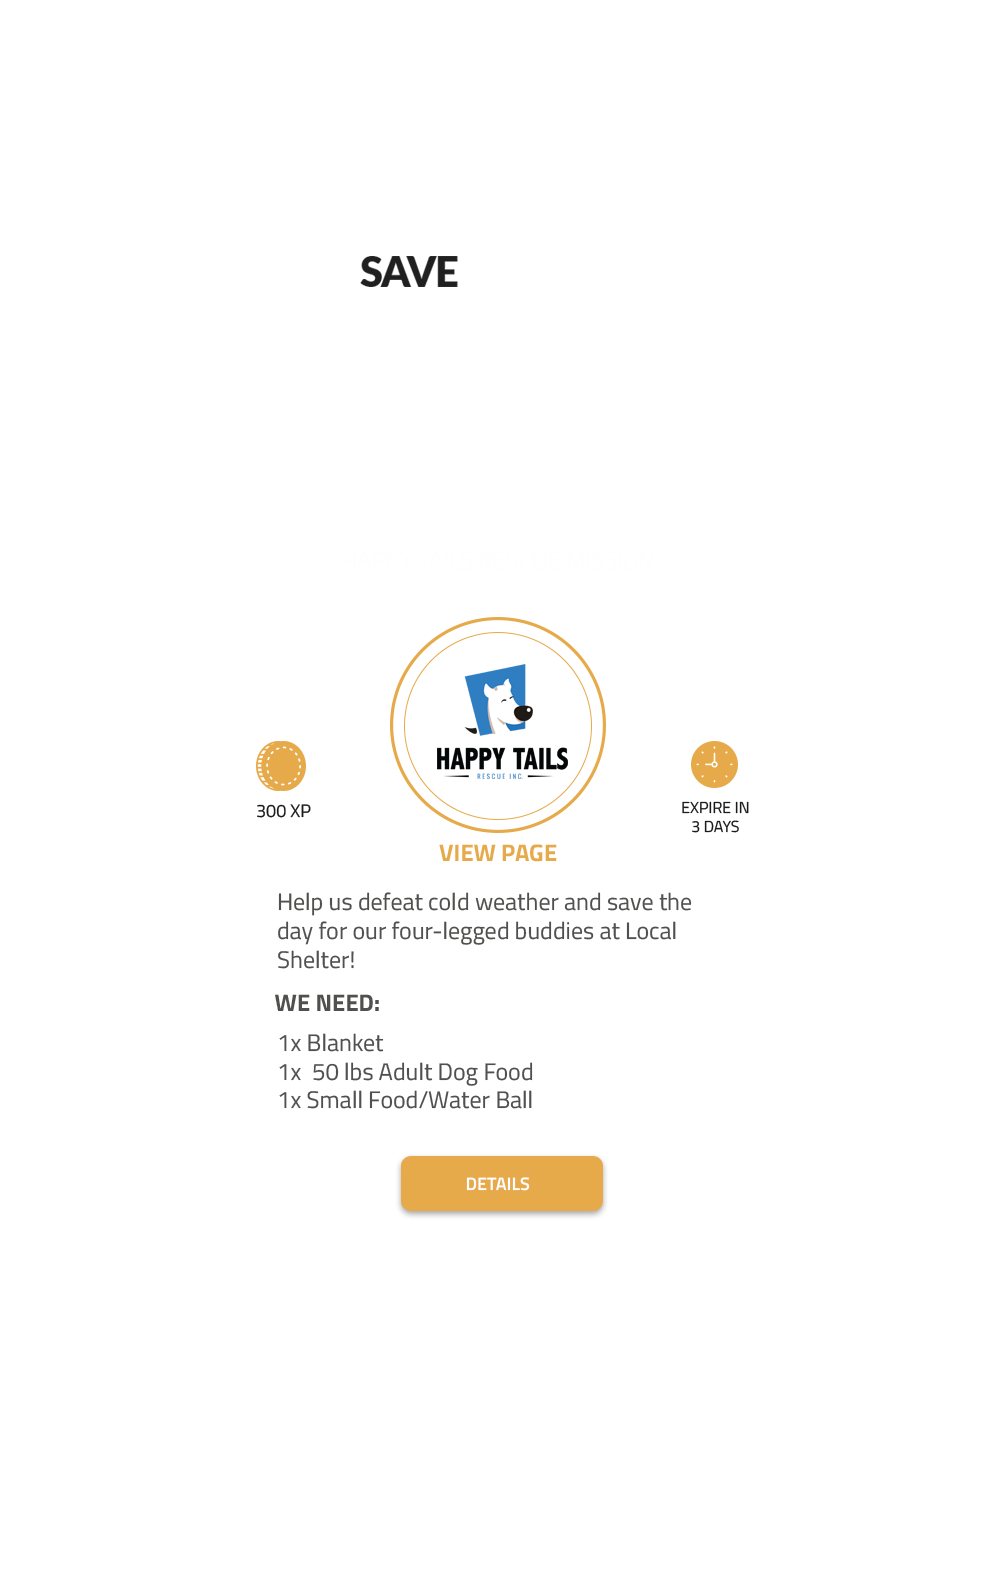 SAVE
HAPPY TAILS
RESCUE INC
300 XP
EXPIRE IN
3 DAYS
VIEW PAGE
Help us defeat cold weather and save the
day for our four-legged buddies at Local
Shelter!
WE NEED:
1x Blanket
1x  50 lbs Adult Dog Food
1x Small Food/Water Ball
DETAILS